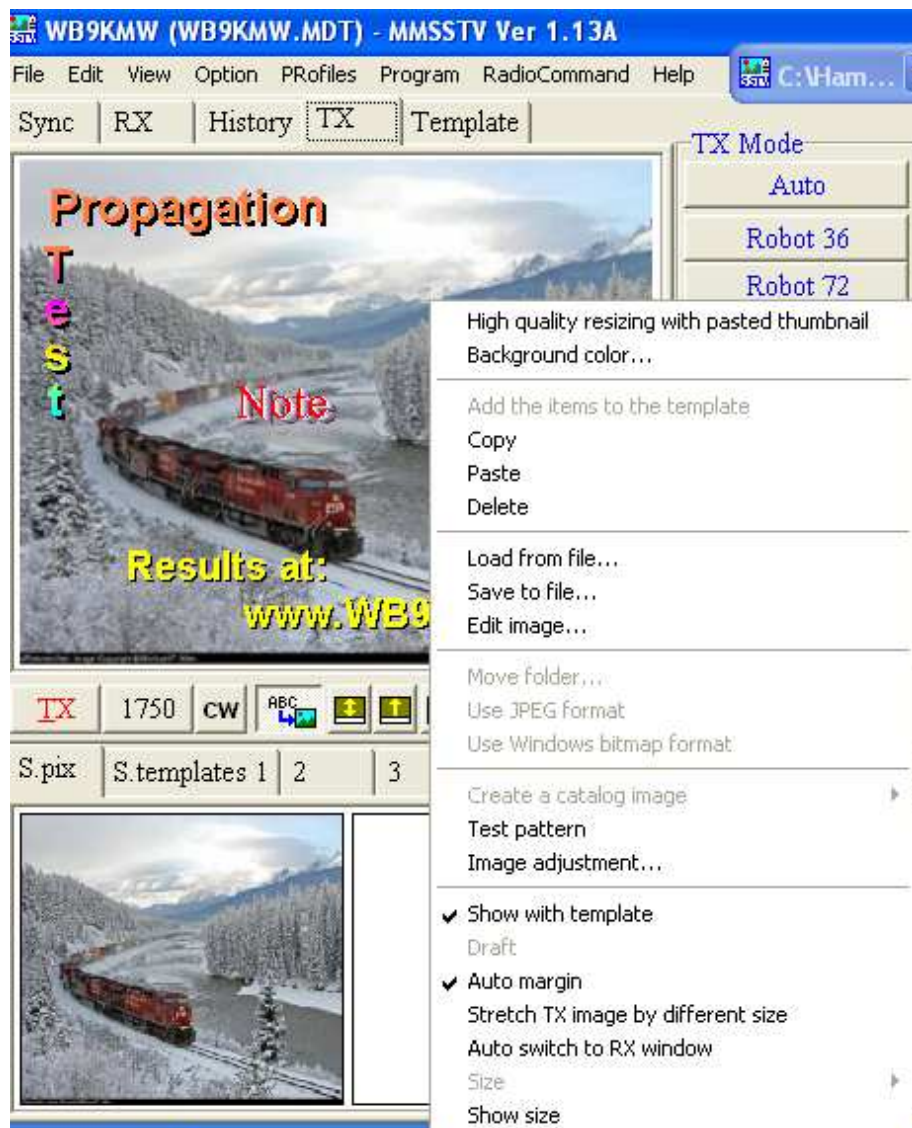 WB9KMW (WB9KMW.MDT) - MMSSTV Ver 1.13A
File Edit View Option PRofiles Program RadioCommand Help
C:\Ham...
Sync RX History TX Template
TX Mode
Auto
Robot 36
Robot 72
Propagation
Test
Note
Results at:
www.WB9
High quality resizing with pasted thumbnail
Background color...
Add the items to the template
Copy
Paste
Delete
Load from file...
Save to file...
Edit image...
Move folder...
Use JPEG format
Use Windows bitmap format
Create a catalog image
Test pattern
Image adjustment...
Show with template
Draft
Auto margin
Stretch TX image by different size
Auto switch to RX window
Size
Show size
TX 1750 CW ABC
S.pix S.templates 1 2 3